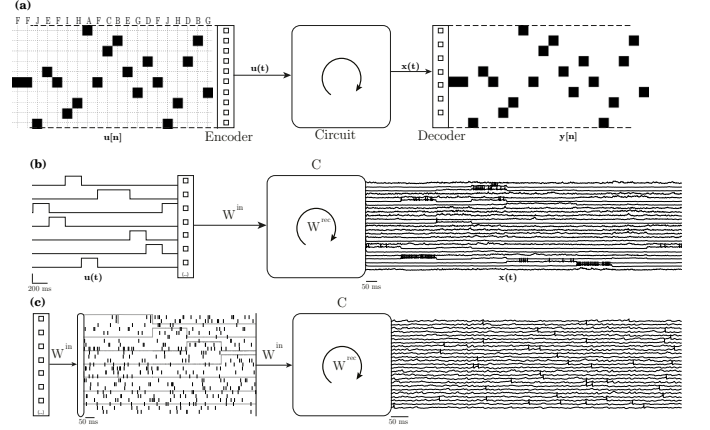 (a)
F F J E F I H A F C B E G D F J H D B G
u(t)
x(t)
u[n]
Encoder
Circuit
Decoder
y[n]
(b)
C
W^in
W^rec
(...)
200 ms
u(t)
50 ms
x(t)
(c)
C
W^in
W^in
W^rec
(...)
50 ms
50 ms